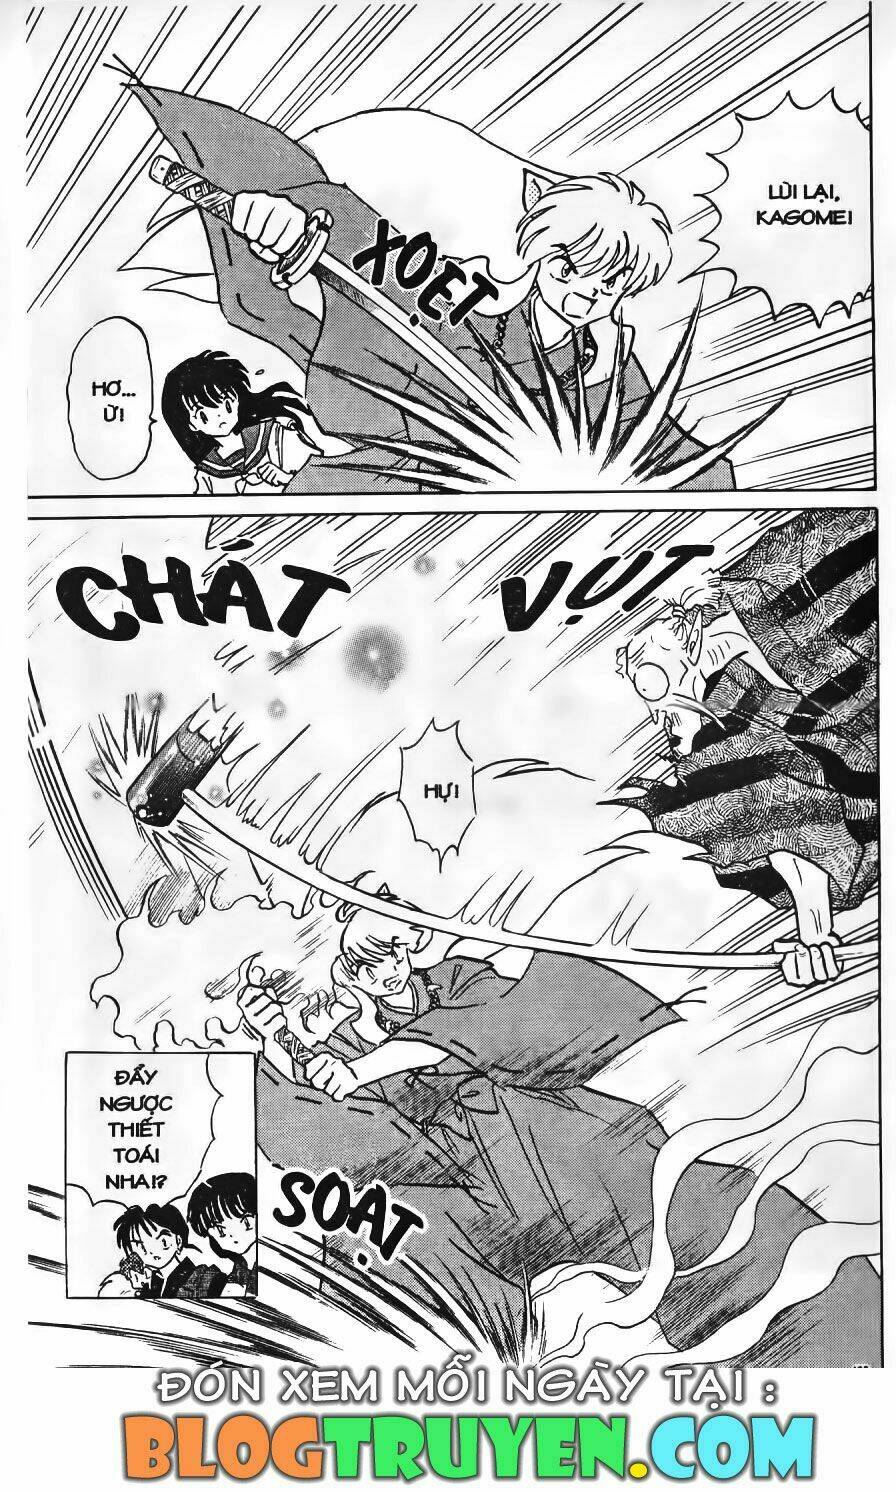 LÙI LẠI,
KAGOME!
XOẸT
HƠ...
Ừ!
CHÁT
VỤT
HỰ!
ĐẨY
NGƯỢC
THIẾT
TOÁI
NHA!?
SOẠT
ĐÓN XEM MỖI NGÀY TẠI :
BLOGTRUYEN.COM